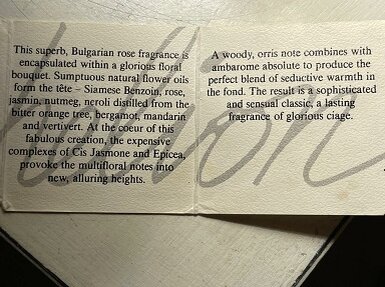 This superb, Bulgarian rose fragrance is
encapsulated within a glorious floral
bouquet. Sumptuous natural flower oils
form the tête – Siamese Benzoin, rose,
jasmin, nutmeg, neroli distilled from the
bitter orange tree, bergamot, mandarin
and vertivert. At the coeur of this
fabulous creation, the expensive
complexes of Cis Jasmone and Epicea,
provoke the multifloral notes into
new, alluring heights.
A woody, orris note combines with
ambarome absolute to produce the
perfect blend of seductive warmth in
the fond. The result is a sophisticated
and sensual classic, a lasting
fragrance of glorious ciage.